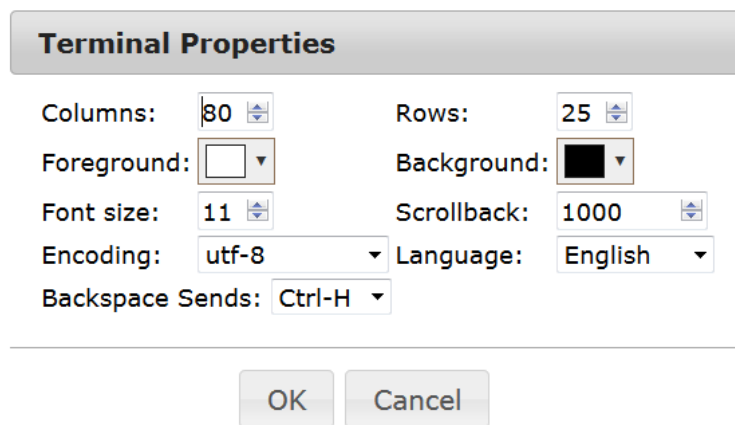 Terminal Properties
Columns: 80 Rows: 25
Foreground: Background:
Font size: 11 Scrollback: 1000
Encoding: utf-8 Language: English
Backspace Sends: Ctrl-H
OK Cancel